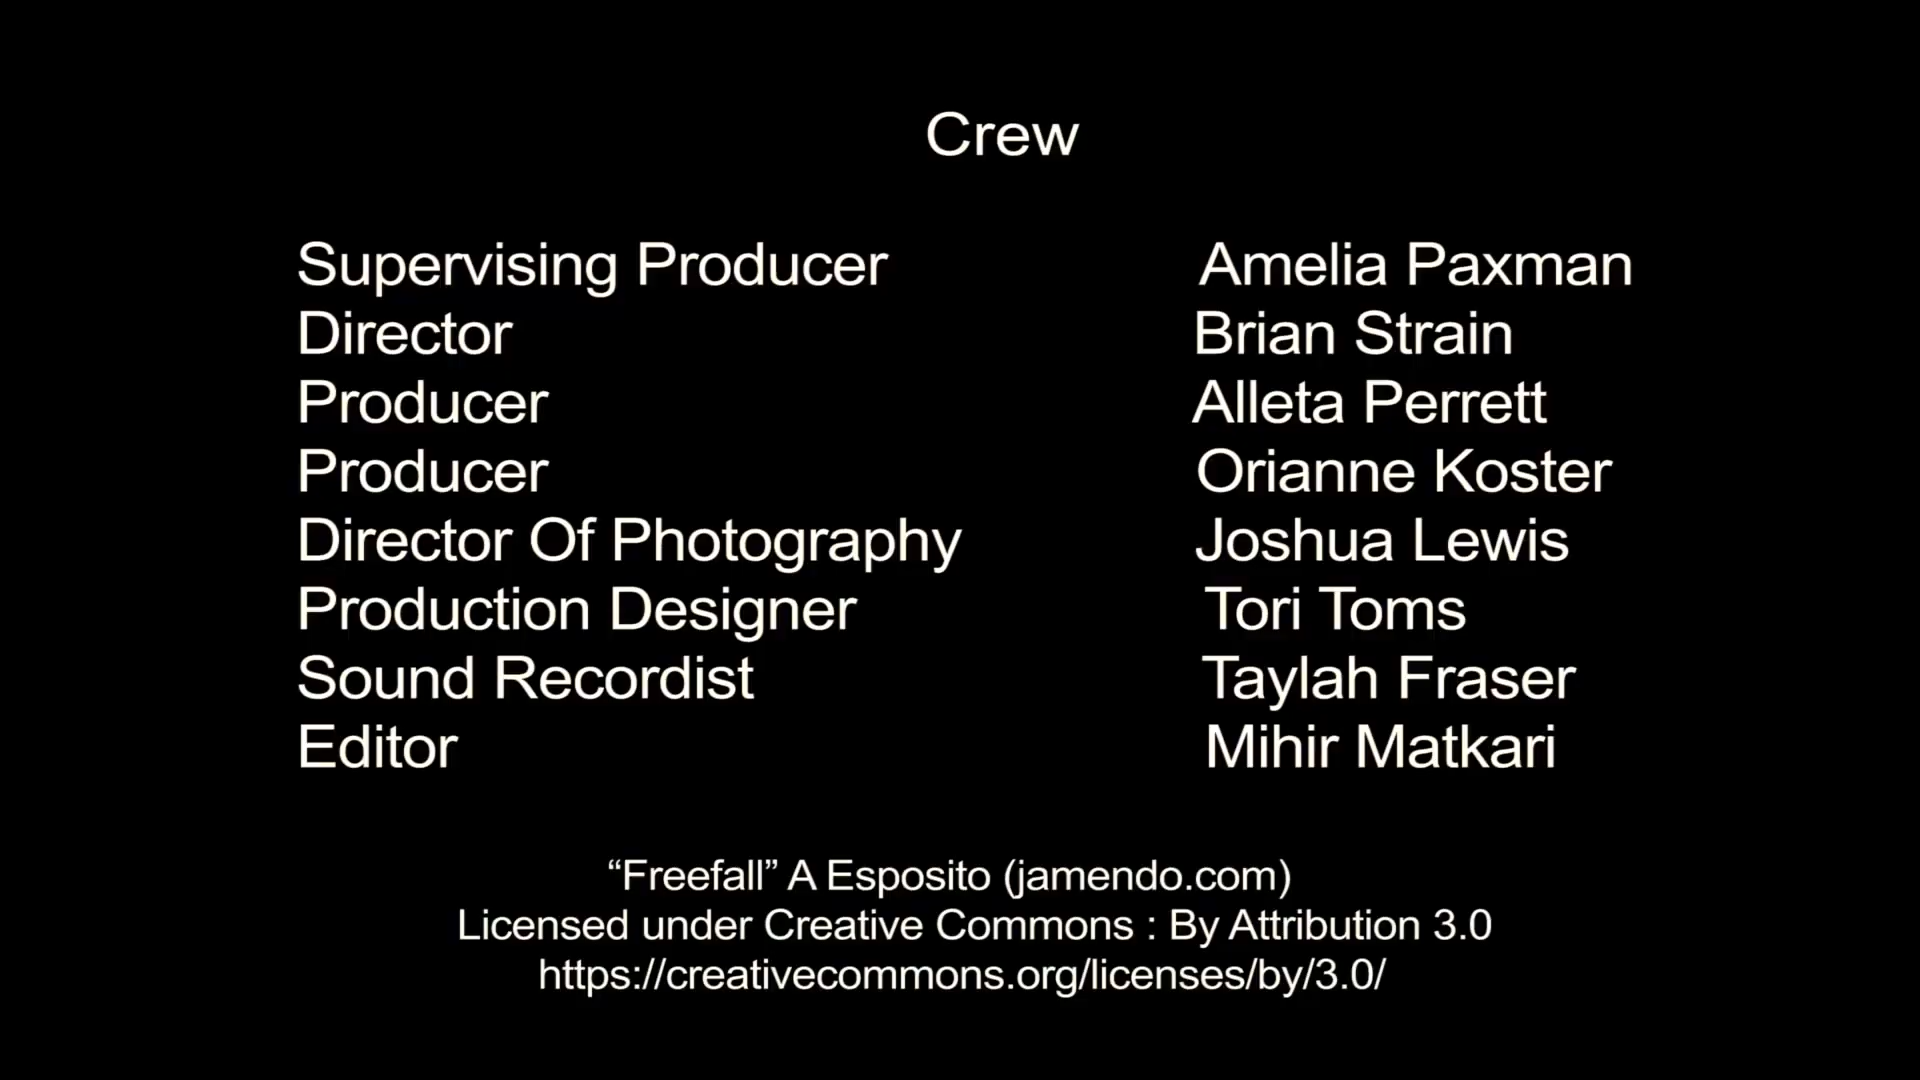 Crew
Supervising Producer Amelia Paxman
Director Brian Strain
Producer Alleta Perrett
Producer Orianne Koster
Director Of Photography Joshua Lewis
Production Designer Tori Toms
Sound Recordist Taylah Fraser
Editor Mihir Matkari
“Freefall” A Esposito (jamendo.com)
Licensed under Creative Commons : By Attribution 3.0
https://creativecommons.org/licenses/by/3.0/